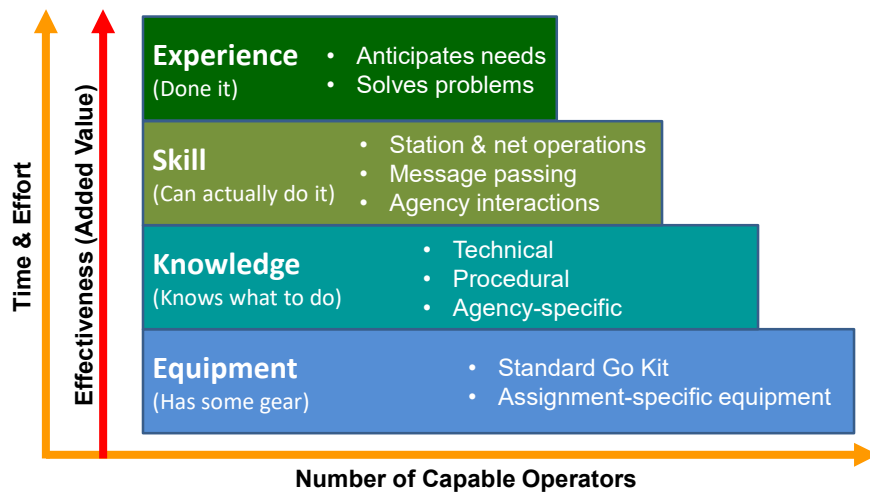 Time & Effort
Effectiveness (Added Value)
Experience
(Done it)
• Anticipates needs
• Solves problems
Skill
(Can actually do it)
• Station & net operations
• Message passing
• Agency interactions
Knowledge
(Knows what to do)
• Technical
• Procedural
• Agency-specific
Equipment
(Has some gear)
• Standard Go Kit
• Assignment-specific equipment
Number of Capable Operators